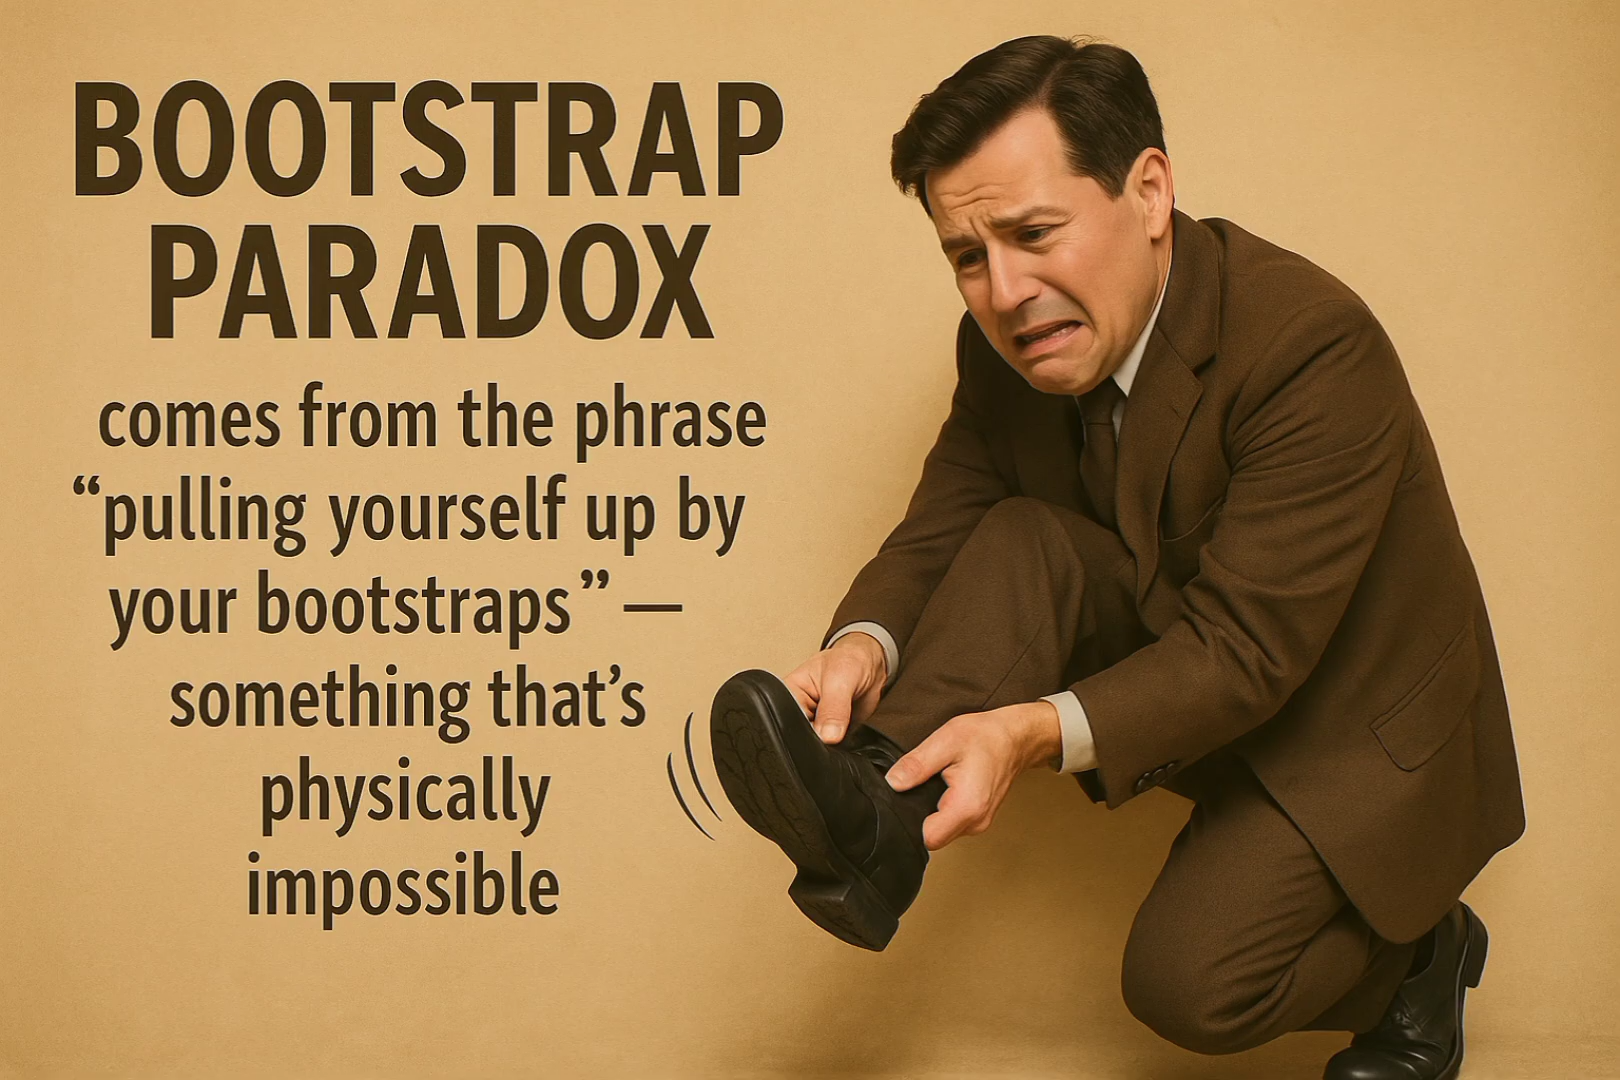 BOOTSTRAP
PARADOX
comes from the phrase
“pulling yourself up by
your bootstraps” —
something that’s
physically
impossible